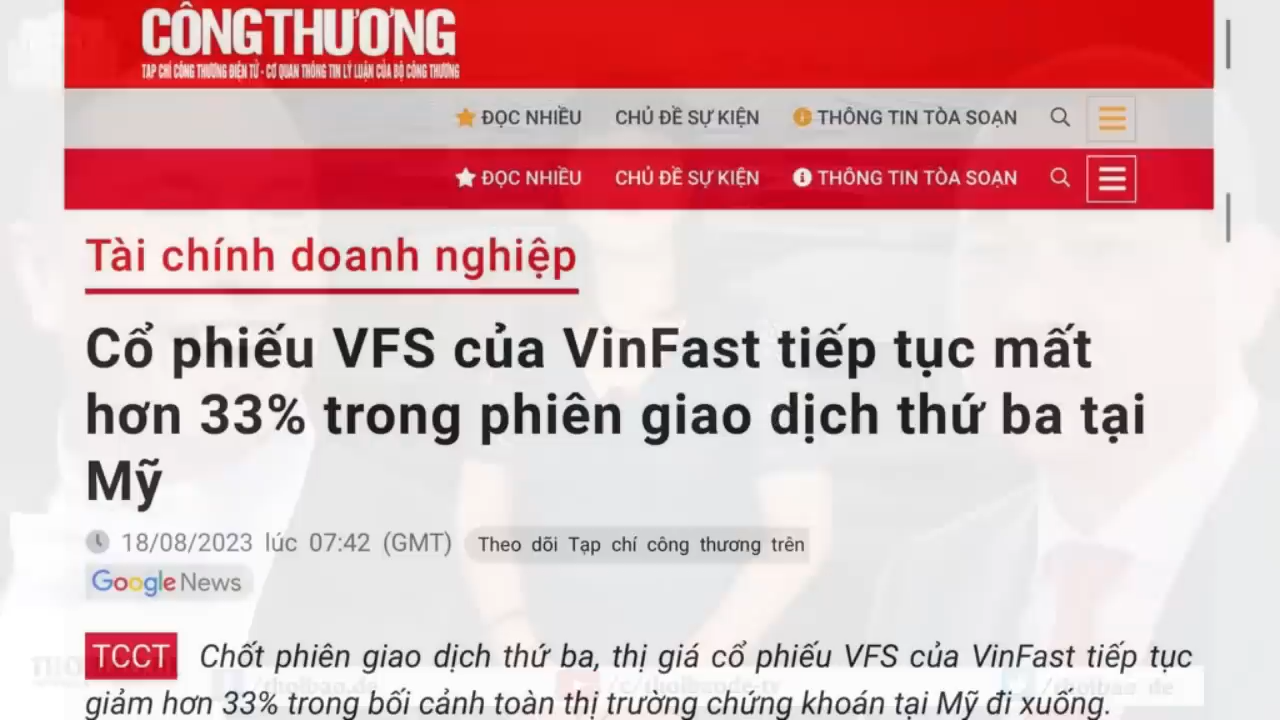 CÔNG THƯƠNG
TẠP CHÍ CÔNG THƯƠNG ĐIỆN TỬ - CƠ QUAN THÔNG TIN LÝ LUẬN CỦA BỘ CÔNG THƯƠNG
ĐỌC NHIỀU CHỦ ĐỀ SỰ KIỆN THÔNG TIN TÒA SOẠN
ĐỌC NHIỀU CHỦ ĐỀ SỰ KIỆN THÔNG TIN TÒA SOẠN
Tài chính doanh nghiệp
Cổ phiếu VFS của VinFast tiếp tục mất
hơn 33% trong phiên giao dịch thứ ba tại
Mỹ
18/08/2023 lúc 07:42 (GMT) Theo dõi Tạp chí công thương trên
Google News
TCCT Chốt phiên giao dịch thứ ba, thị giá cổ phiếu VFS của VinFast tiếp tục
giảm hơn 33% trong bối cảnh toàn thị trường chứng khoán tại Mỹ đi xuống.